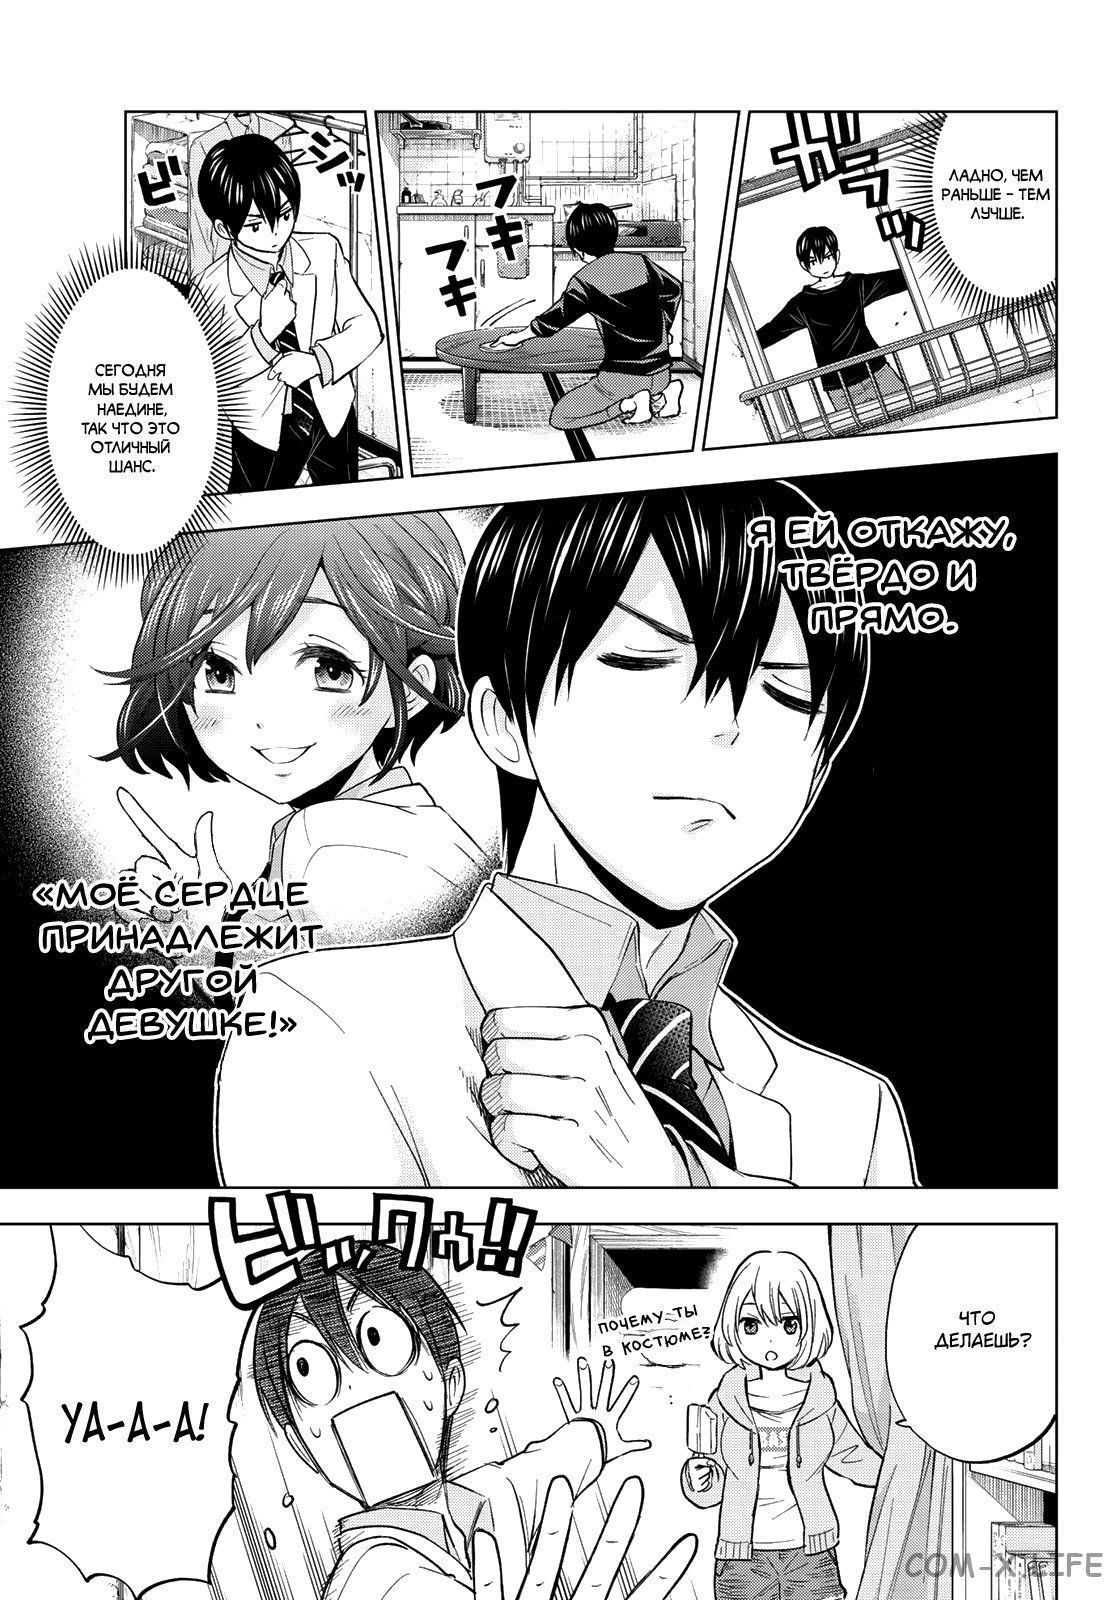 ЛАДНО, ЧЕМ
РАНЬШЕ - ТЕМ
ЛУЧШЕ.
ガラッ
フキ
フキ
ビシッ
СЕГОДНЯ
МЫ БУДЕМ
НАЕДИНЕ,
ТАК ЧТО ЭТО
ОТЛИЧНЫЙ
ШАНС.
Я ЕЙ ОТКАЖУ,
ТВЁРДО И
ПРЯМО.
«МОЁ СЕРДЦЕ
ПРИНАДЛЕЖИТ
ДРУГОЙ
ДЕВУШКЕ!»
ЧТО
ДЕЛАЕШЬ?
ПОЧЕМУ ТЫ
В КОСТЮМЕ?
ビックゥ!!
УА-А-А!
COM-X.LIFE